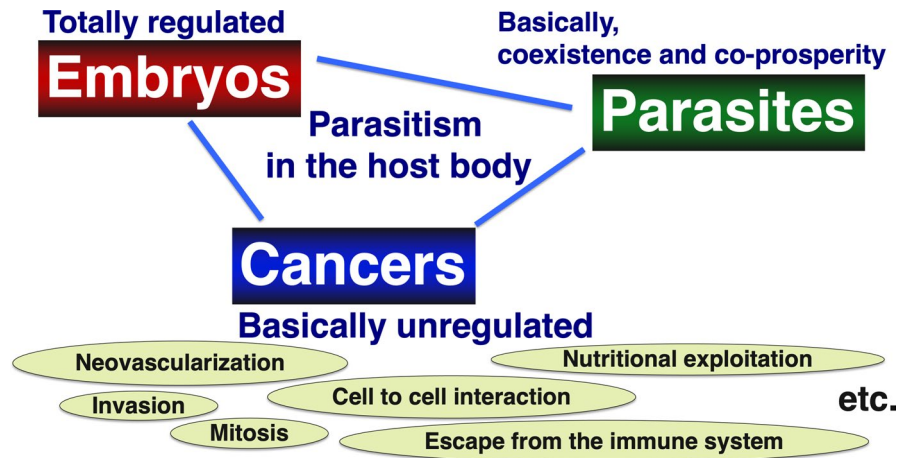 Totally regulated
Embryos
Basically,
coexistence and co-prosperity
Parasites
Parasitism
in the host body
Cancers
Basically unregulated
Neovascularization
Nutritional exploitation
Invasion
Cell to cell interaction
etc.
Mitosis
Escape from the immune system